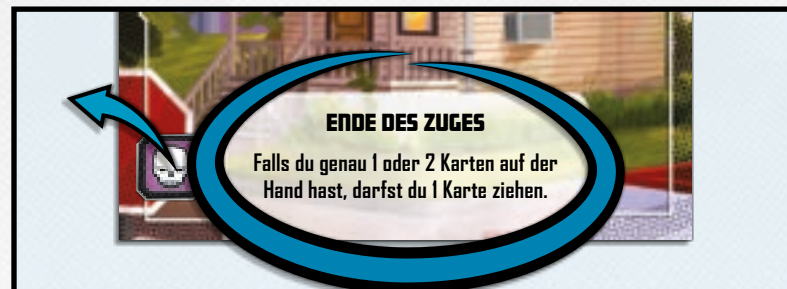 ENDE DES ZUGES
Falls du genau 1 oder 2 Karten auf der
Hand hast, darfst du 1 Karte ziehen.